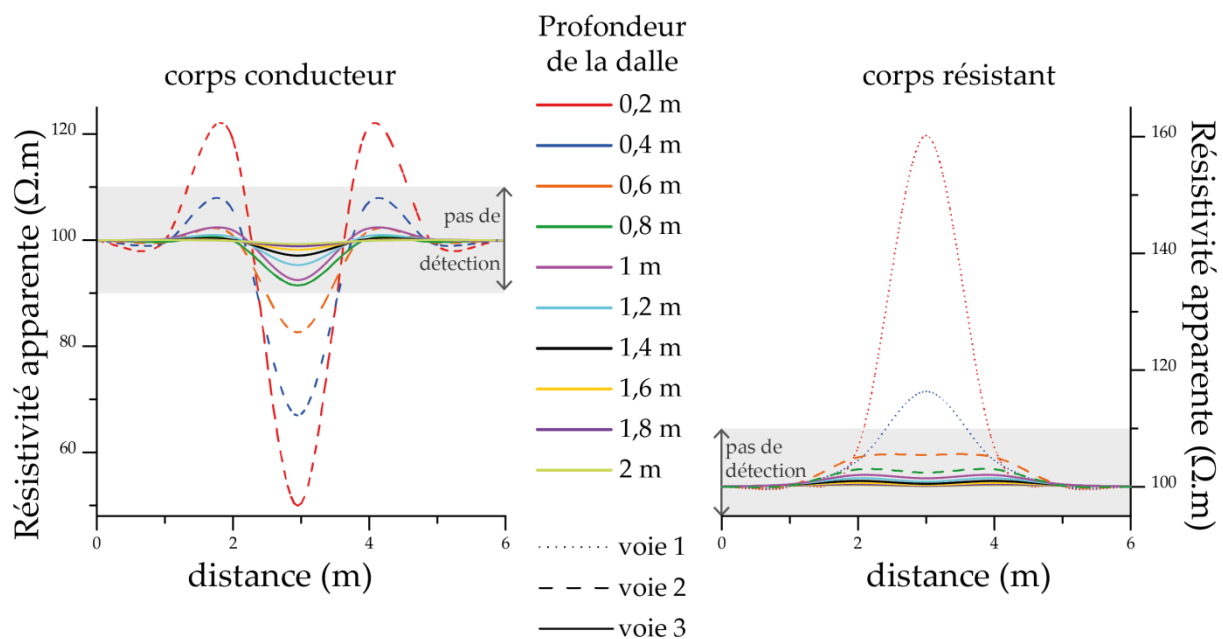 corps conducteur
Résistivité apparente (Ω.m)
120
100
80
60
pas de
détection
0
2
4
6
distance (m)
Profondeur
de la dalle
0,2 m
0,4 m
0,6 m
0,8 m
1 m
1,2 m
1,4 m
1,6 m
1,8 m
2 m
voie 1
voie 2
voie 3
corps résistant
pas de
détection
160
140
120
100
Résistivité apparente (Ω.m)
0
2
4
6
distance (m)